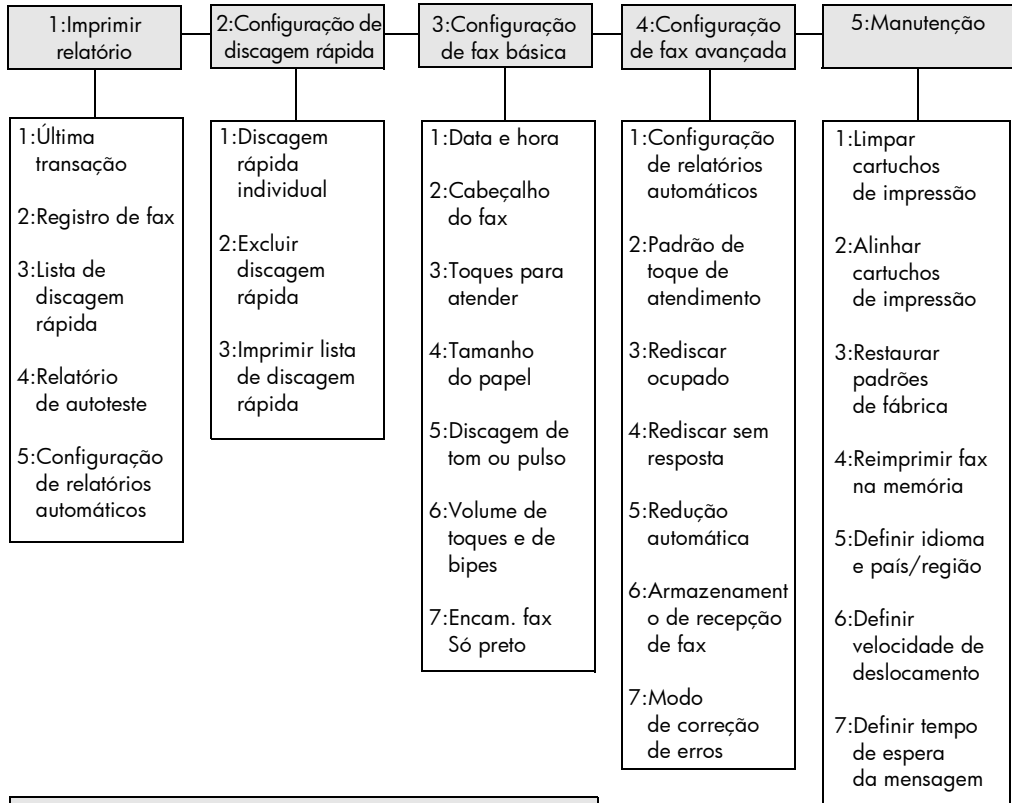 1:Imprimir
relatório
2:Configuração de
discagem rápida
3:Configuração
de fax básica
4:Configuração
de fax avançada
5:Manutenção
1:Última
transação
2:Registro de fax
3:Lista de
discagem
rápida
4:Relatório
de autoteste
5:Configuração
de relatórios
automáticos
1:Discagem
rápida
individual
2:Excluir
discagem
rápida
3:Imprimir lista
de discagem
rápida
1:Data e hora
2:Cabeçalho
do fax
3:Toques para
atender
4:Tamanho
do papel
5:Discagem de
tom ou pulso
6:Volume de
toques e de
bipes
7:Encam. fax
Só preto
1:Configuração
de relatórios
automáticos
2:Padrão de
toque de
atendimento
3:Rediscar
ocupado
4:Rediscar sem
resposta
5:Redução
automática
6:Armazenament
o de recepção
de fax
7:Modo
de correção
de erros
1:Limpar
cartuchos
de impressão
2:Alinhar
cartuchos
de impressão
3:Restaurar
padrões
de fábrica
4:Reimprimir fax
na memória
5:Definir idioma
e país/região
6:Definir
velocidade de
deslocamento
7:Definir tempo
de espera
da mensagem